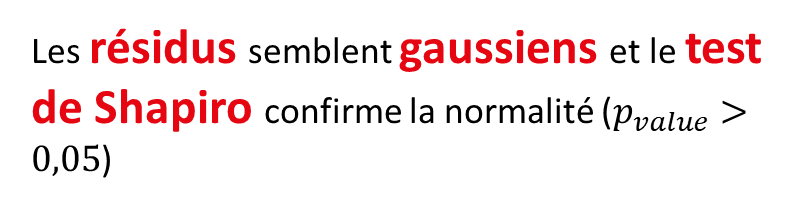 Les résidus semblent gaussiens et le test
de Shapiro confirme la normalité (p_value >
0,05)